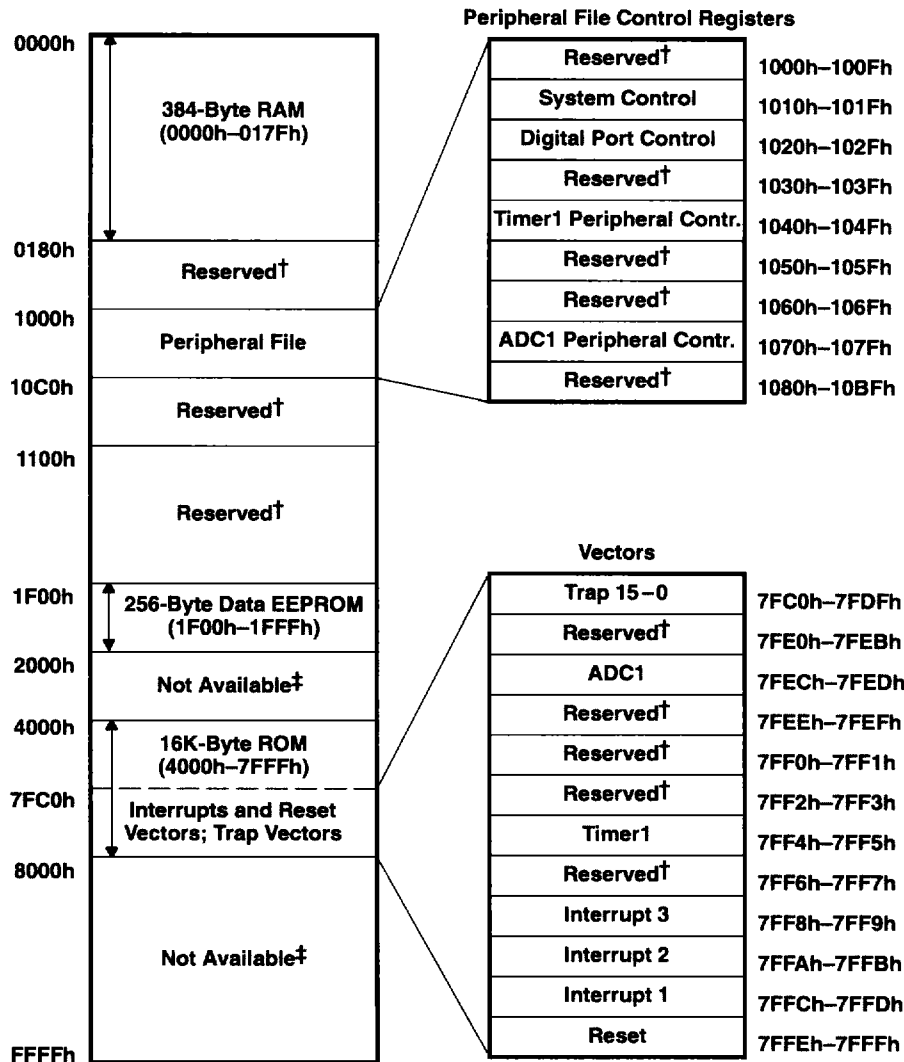 0000h
384-Byte RAM
(0000h–017Fh)
0180h
Reserved†
1000h
Peripheral File
10C0h
Reserved†
1100h
Reserved†
1F00h
256-Byte Data EEPROM
(1F00h–1FFFh)
2000h
Not Available‡
4000h
16K-Byte ROM
(4000h–7FFFh)
7FC0h
Interrupts and Reset
Vectors; Trap Vectors
8000h
Not Available‡
FFFFh
Peripheral File Control Registers
Reserved† 1000h–100Fh
System Control 1010h–101Fh
Digital Port Control 1020h–102Fh
Reserved† 1030h–103Fh
Timer1 Peripheral Contr. 1040h–104Fh
Reserved† 1050h–105Fh
Reserved† 1060h–106Fh
ADC1 Peripheral Contr. 1070h–107Fh
Reserved† 1080h–10BFh
Vectors
Trap 15–0 7FC0h–7FDFh
Reserved† 7FE0h–7FEBh
ADC1 7FECh–7FEDh
Reserved† 7FEEh–7FEFh
Reserved† 7FF0h–7FF1h
Reserved† 7FF2h–7FF3h
Timer1 7FF4h–7FF5h
Reserved† 7FF6h–7FF7h
Interrupt 3 7FF8h–7FF9h
Interrupt 2 7FFAh–7FFBh
Interrupt 1 7FFCh–7FFDh
Reset 7FFEh–7FFFh